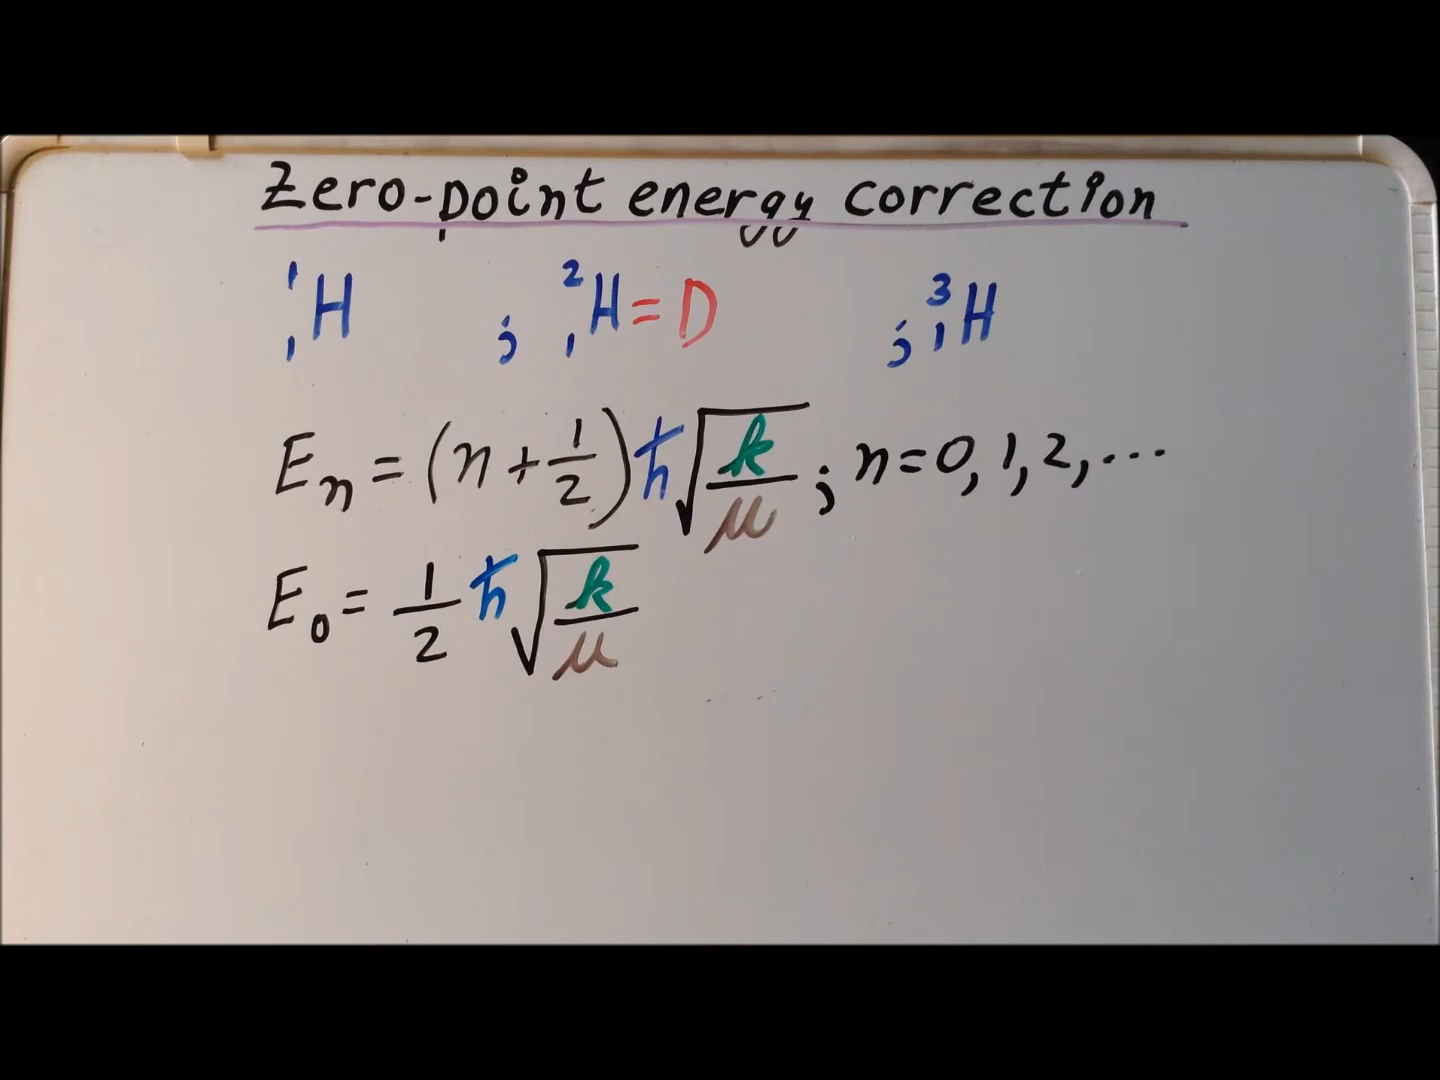 Zero-point energy correction
¹₁H ; ²₁H = D ; ³₁H
Eₙ = (n + 1/2) ħ √(k/μ) ; n = 0, 1, 2, ...
E₀ = 1/2 ħ √(k/μ)